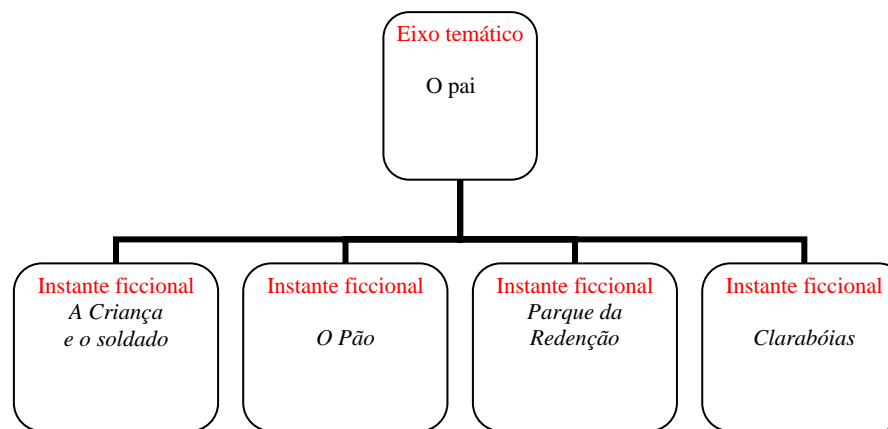 Eixo temático
O pai
Instante ficcional
A Criança
e o soldado
Instante ficcional
O Pão
Instante ficcional
Parque da
Redenção
Instante ficcional
Clarabóias